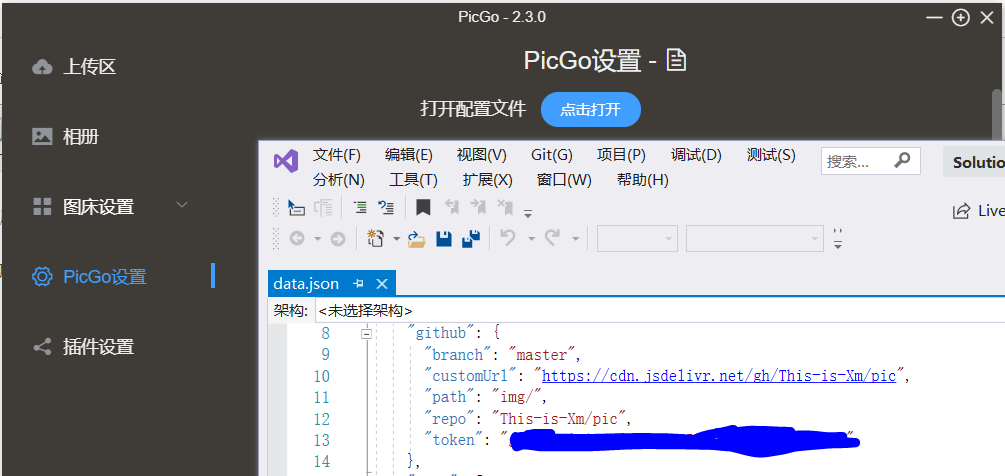 PicGo - 2.3.0
上传区
相册
图床设置
PicGo设置
插件设置
PicGo设置 -
打开配置文件 点击打开
文件(F) 编辑(E) 视图(V) Git(G) 项目(P) 调试(D) 测试(S) 搜索... Solutio
分析(N) 工具(T) 扩展(X) 窗口(W) 帮助(H)
Live
data.json
架构: <未选择架构>
8 "github": {
9 "branch": "master",
10 "customUrl": "https://cdn.jsdelivr.net/gh/This-is-Xm/pic",
11 "path": "img/",
12 "repo": "This-is-Xm/pic",
13 "token": "
14 },